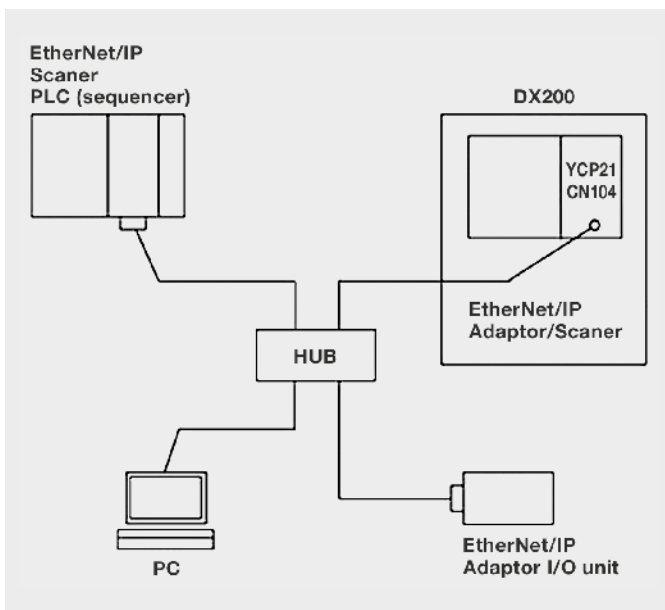 EtherNet/IP
Scaner
PLC (sequencer)
DX200
YCP21
CN104
EtherNet/IP
Adaptor/Scaner
HUB
PC
EtherNet/IP
Adaptor I/O unit